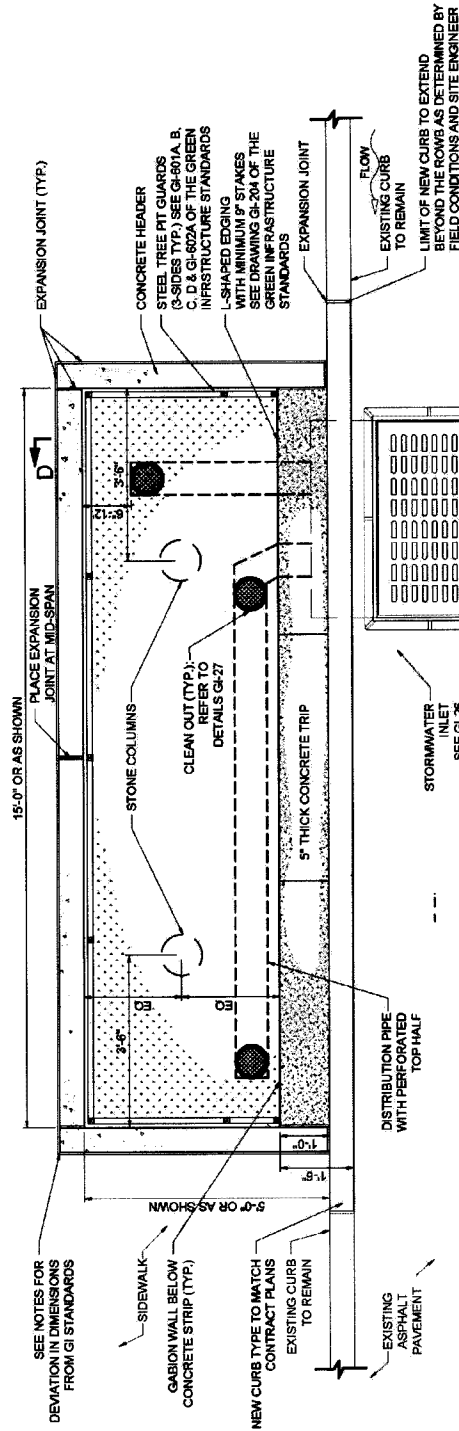 SEE NOTES FOR
DEVIATION IN DIMENSIONS
FROM GI STANDARDS
15'-0" OR AS SHOWN
PLACE EXPANSION
JOINT AT MID-SPAN
D
EXPANSION JOINT (TYP.)
CONCRETE HEADER
STEEL TREE PIT GUARDS
(3-SIDES TYP.) SEE GI-601A, B,
C, D & GI-602A OF THE GREEN
INFRSTRUCTURE STANDARDS
L-SHAPED EDGING
WITH MINIMUM 9" STAKES
SEE DRAWING GI-204 OF THE
GREEN INFRASTRUCTURE
STANDARDS
EXPANSION JOINT
FLOW
EXISTING CURB
TO REMAIN
LIMIT OF NEW CURB TO EXTEND
BEYOND THE ROWB AS DETERMINED BY
FIELD CONDITIONS AND SITE ENGINEER
SIDEWALK
GABION WALL BELOW
CONCRETE STRIP (TYP.)
NEW CURB TYPE TO MATCH
CONTRACT PLANS
EXISTING CURB
TO REMAIN
EXISTING
ASPHALT
PAVEMENT
5'-0" OR AS SHOWN
1'-0"
1'-6"
3'-6"
EQ
EQ
STONE COLUMNS
3'-6"
CLEAN OUT (TYP.);
REFER TO
DETAILS GI-27
5" THICK CONCRETE TRIP
DISTRIBUTION PIPE
WITH PERFORATED
TOP HALF
STORMWATER
INLET